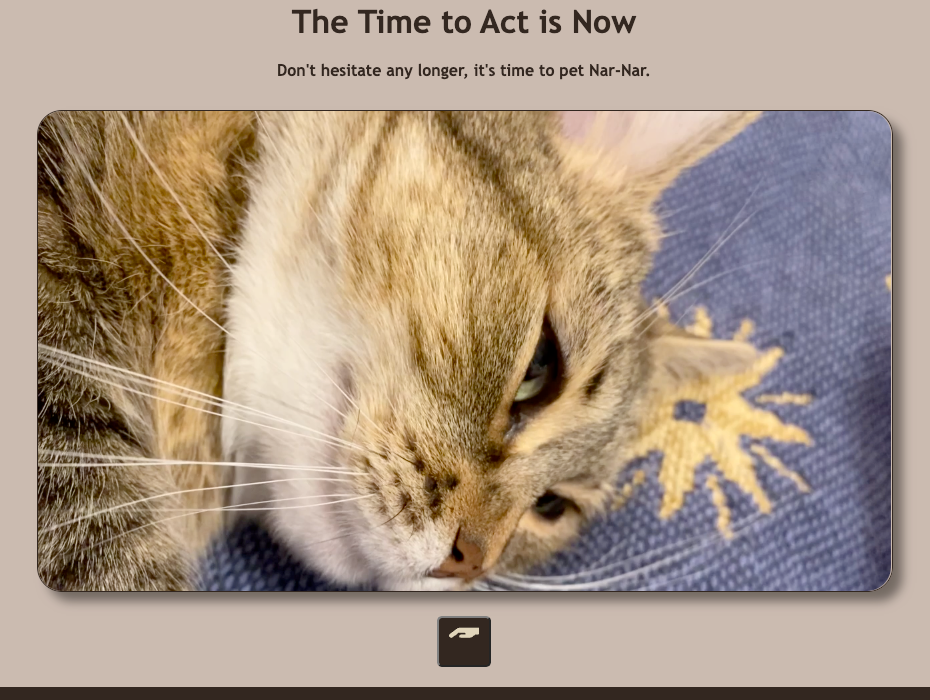 The Time to Act is Now
Don't hesitate any longer, it's time to pet Nar-Nar.